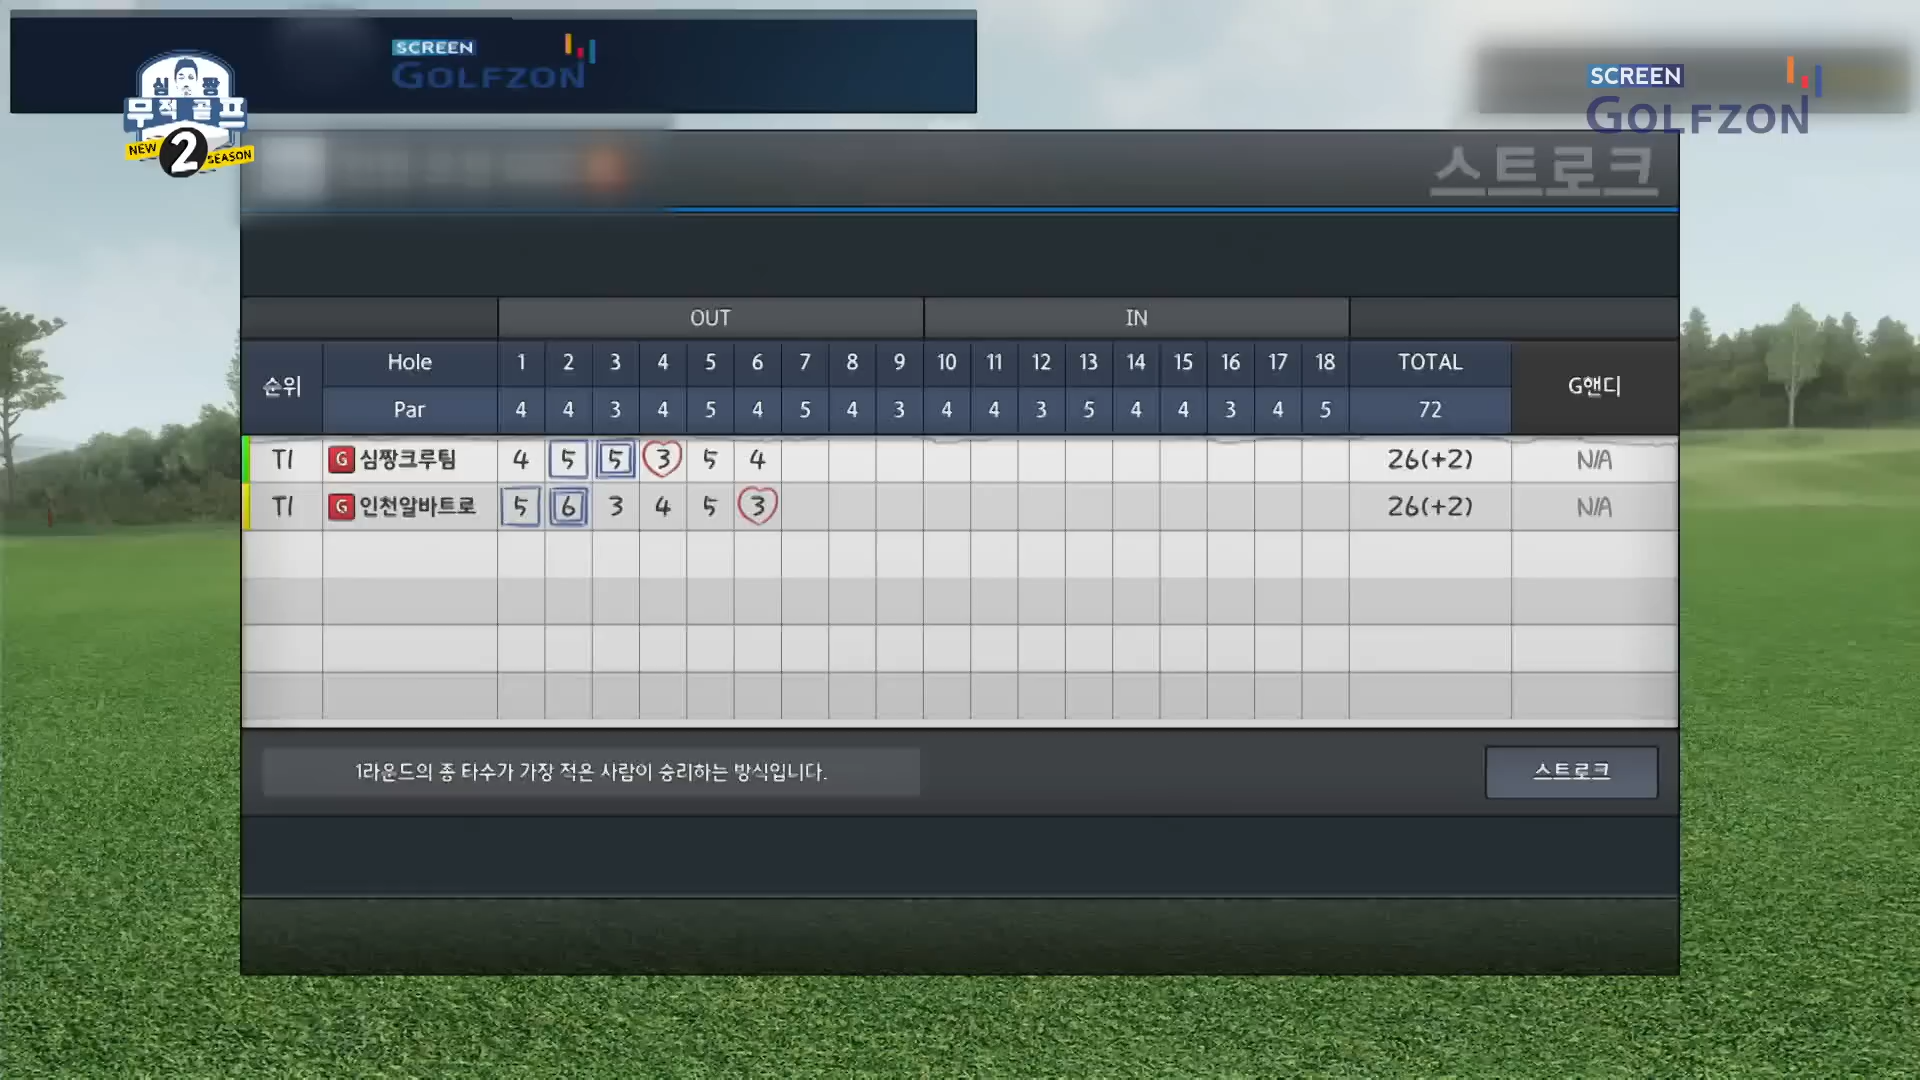 SCREEN
GOLFZON
심짱
무적골프
NEW 2 SEASON
SCREEN
GOLFZON
스트로크
OUT IN
순위 Hole 1 2 3 4 5 6 7 8 9 10 11 12 13 14 15 16 17 18 TOTAL G핸디
Par 4 4 3 4 5 4 5 4 3 4 4 3 5 4 4 3 4 5 72
T1 G 심짱크루팀 4 5 5 3 5 4 26(+2) N/A
T1 G 인천알바트로 5 6 3 4 5 3 26(+2) N/A
1라운드의 총 타수가 가장 적은 사람이 승리하는 방식입니다.
스트로크